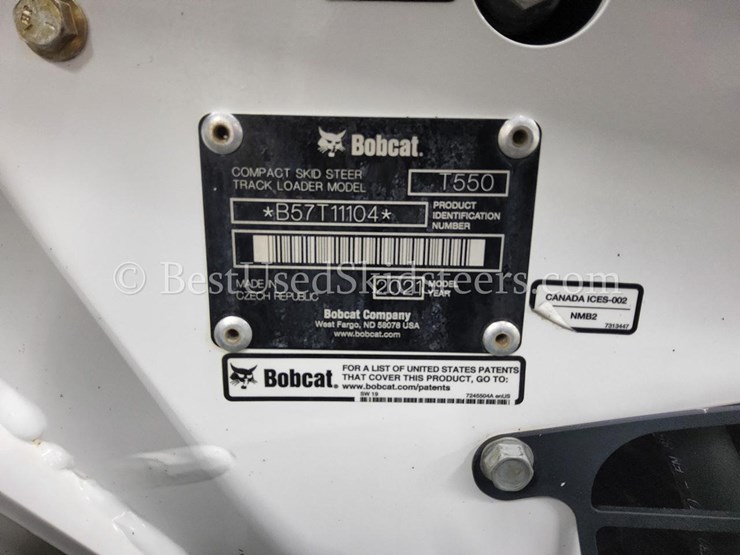 Bobcat.
COMPACT SKID STEER
TRACK LOADER MODEL
T550
*B57T11104*
PRODUCT
IDENTIFICATION
NUMBER
© BestUsedSkidsteers.com
MADE IN
CZECH REPUBLIC
2021
MODEL
YEAR
Bobcat Company
West Fargo, ND 58078 USA
www.bobcat.com
CANADA ICES-002
NMB2
7313447
Bobcat.
FOR A LIST OF UNITED STATES PATENTS
THAT COVER THIS PRODUCT, GO TO:
www.bobcat.com/patents
SW 19
7245504A enUS